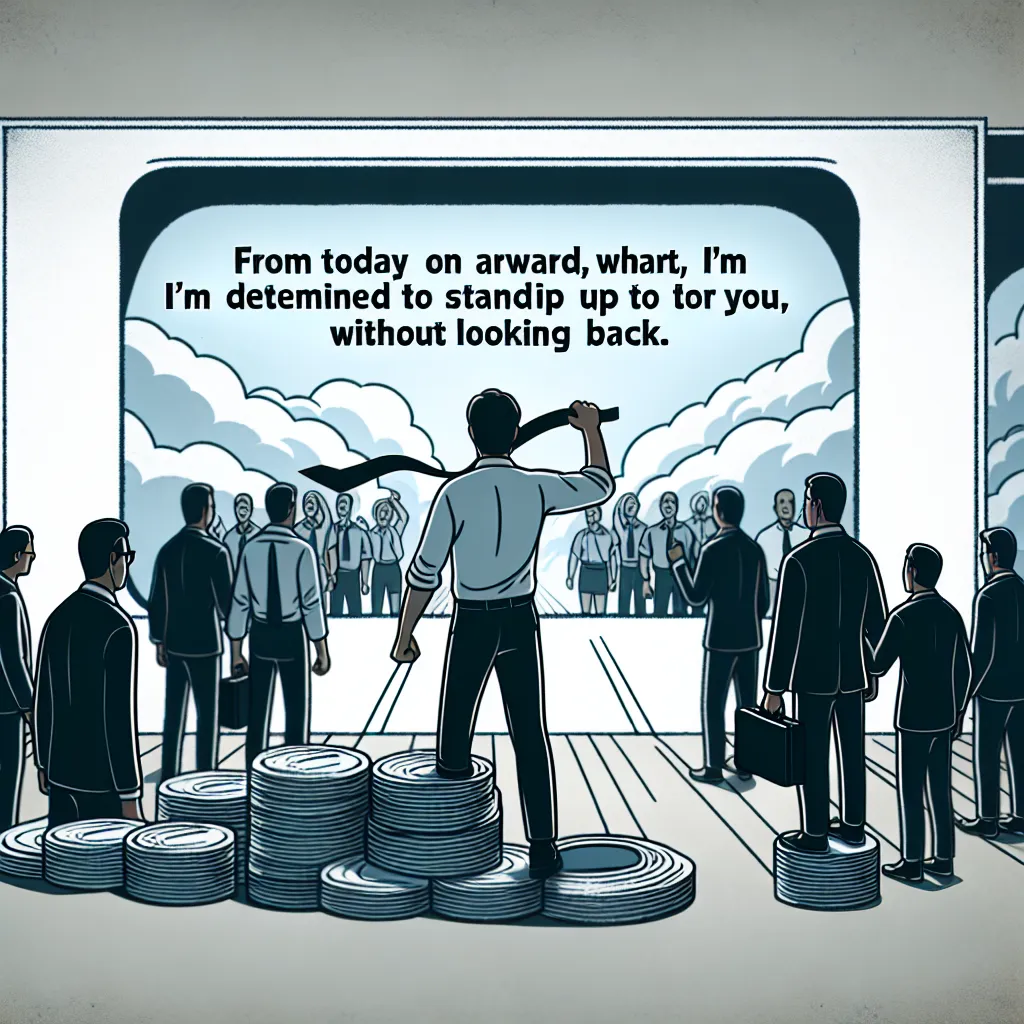 From today on arward, whart, I'm
I'm detemined to standip up to tor you,
without looking back.